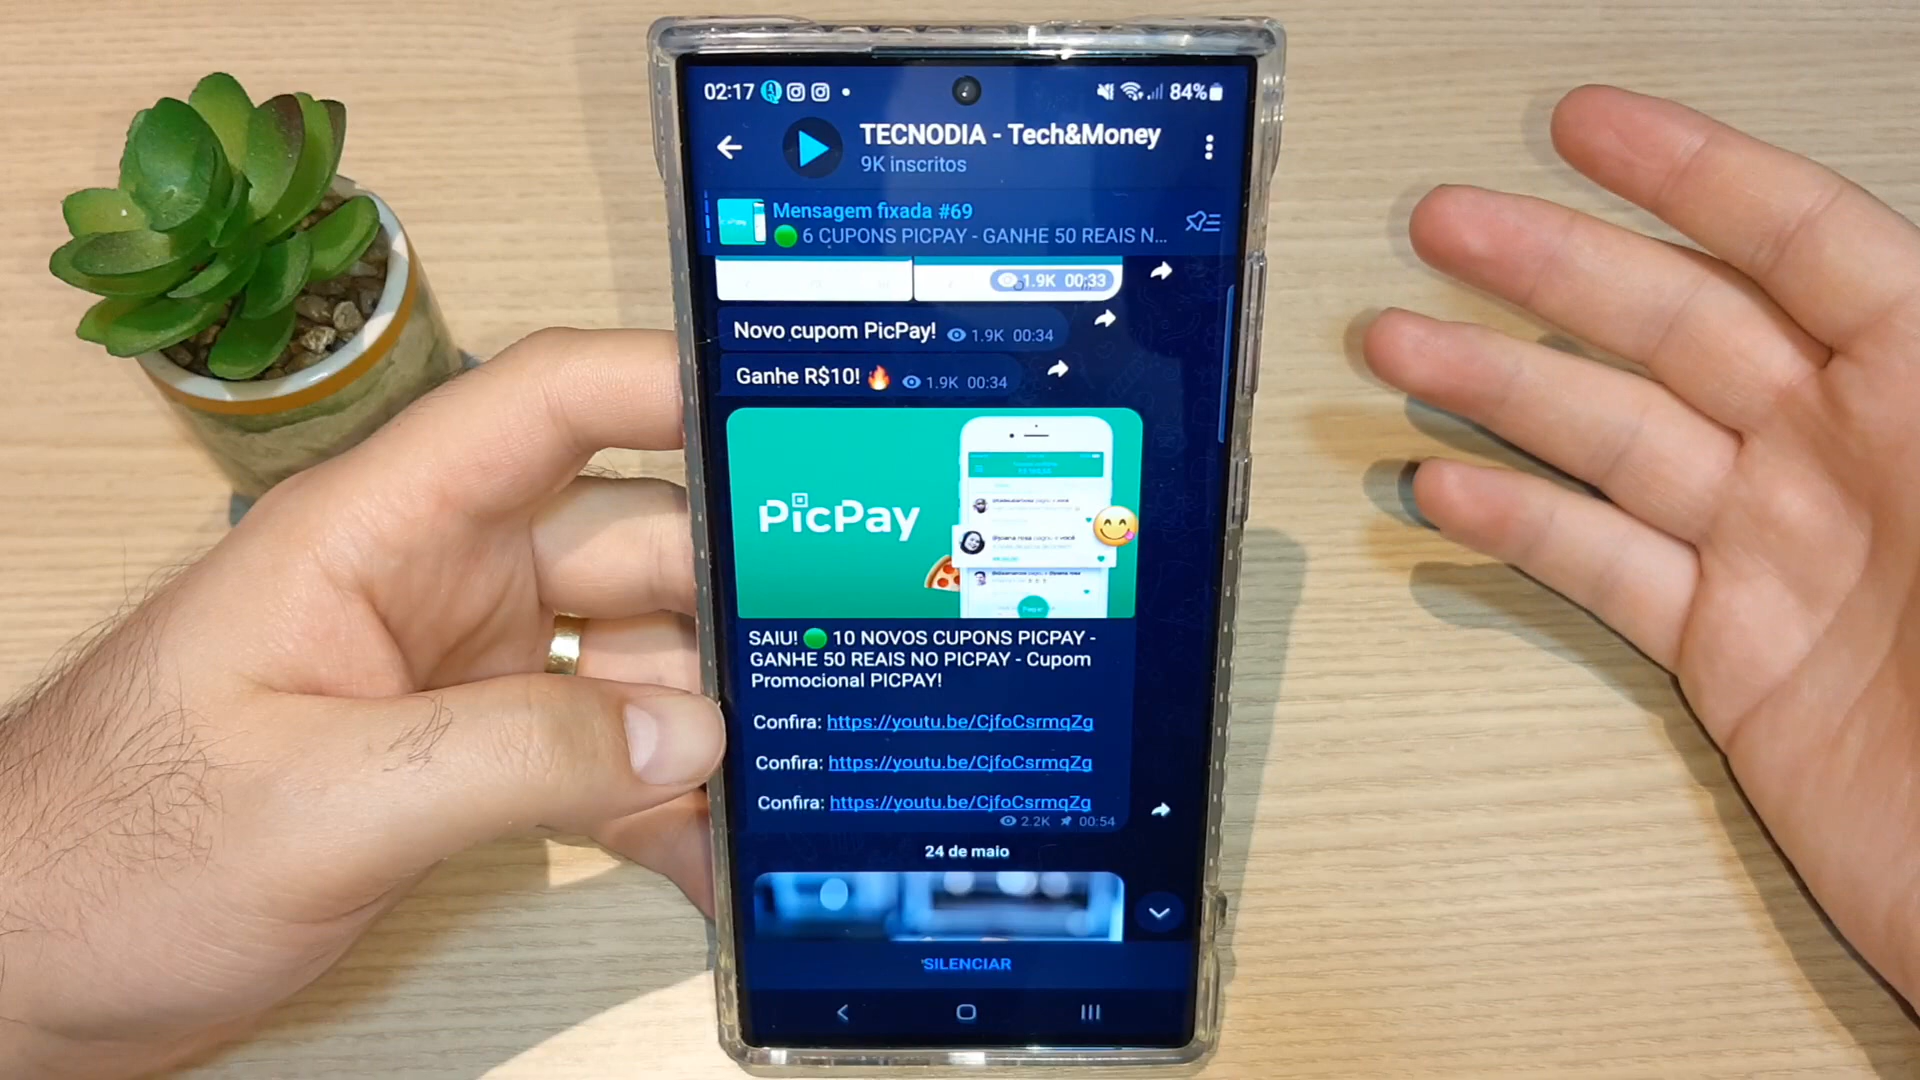 02:17 84%
TECNODIA - Tech&Money
9K inscritos
Mensagem fixada #69
6 CUPONS PICPAY - GANHE 50 REAIS N...
1.9K 00:33
Novo cupom PicPay! 1.9K 00:34
Ganhe R$10! 🔥 1.9K 00:34
PicPay
SAIU! 🟢 10 NOVOS CUPONS PICPAY -
GANHE 50 REAIS NO PICPAY - Cupom
Promocional PICPAY!
Confira: https://youtu.be/CjfoCsrmqZg
Confira: https://youtu.be/CjfoCsrmqZg
Confira: https://youtu.be/CjfoCsrmqZg
2.2K 00:54
24 de maio
SILENCIAR